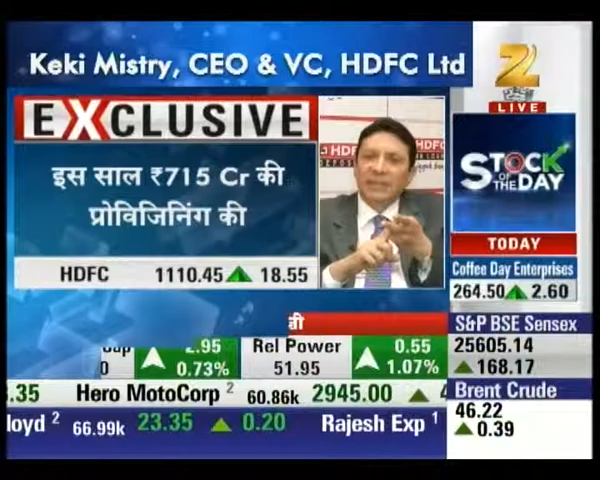 Keki Mistry, CEO & VC, HDFC Ltd
LIVE
EXCLUSIVE
इस साल ₹715 Cr की
प्रोविजिनिंग की
HDFC 1110.45 18.55
HDFC
STOCK
OF THE DAY
TODAY
Coffee Day Enterprises
264.50 2.60
S&P BSE Sensex
25605.14
168.17
Brent Crude
46.22
0.39
2.95
0.73%
Rel Power
51.95
0.55
1.07%
.35 Hero MotoCorp 2 60.86k 2945.00
loyd 2 66.99k 23.35 0.20 Rajesh Exp 1